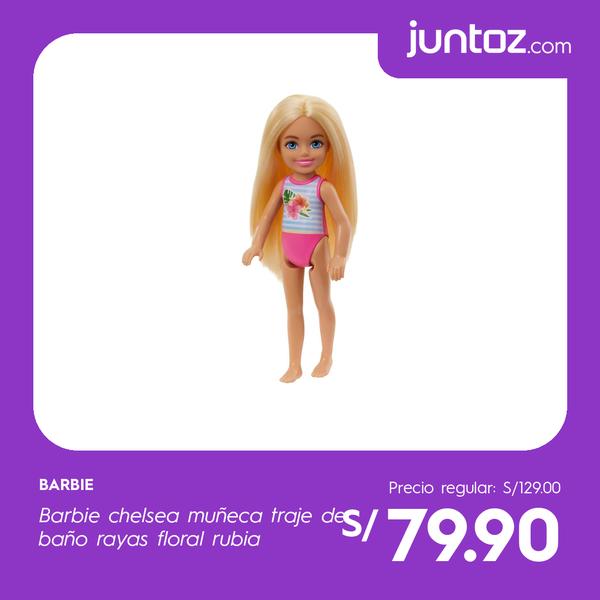 juntoz.com
BARBIE
Barbie chelsea muñeca traje de
baño rayas floral rubia
Precio regular: S/129.00
S/79.90